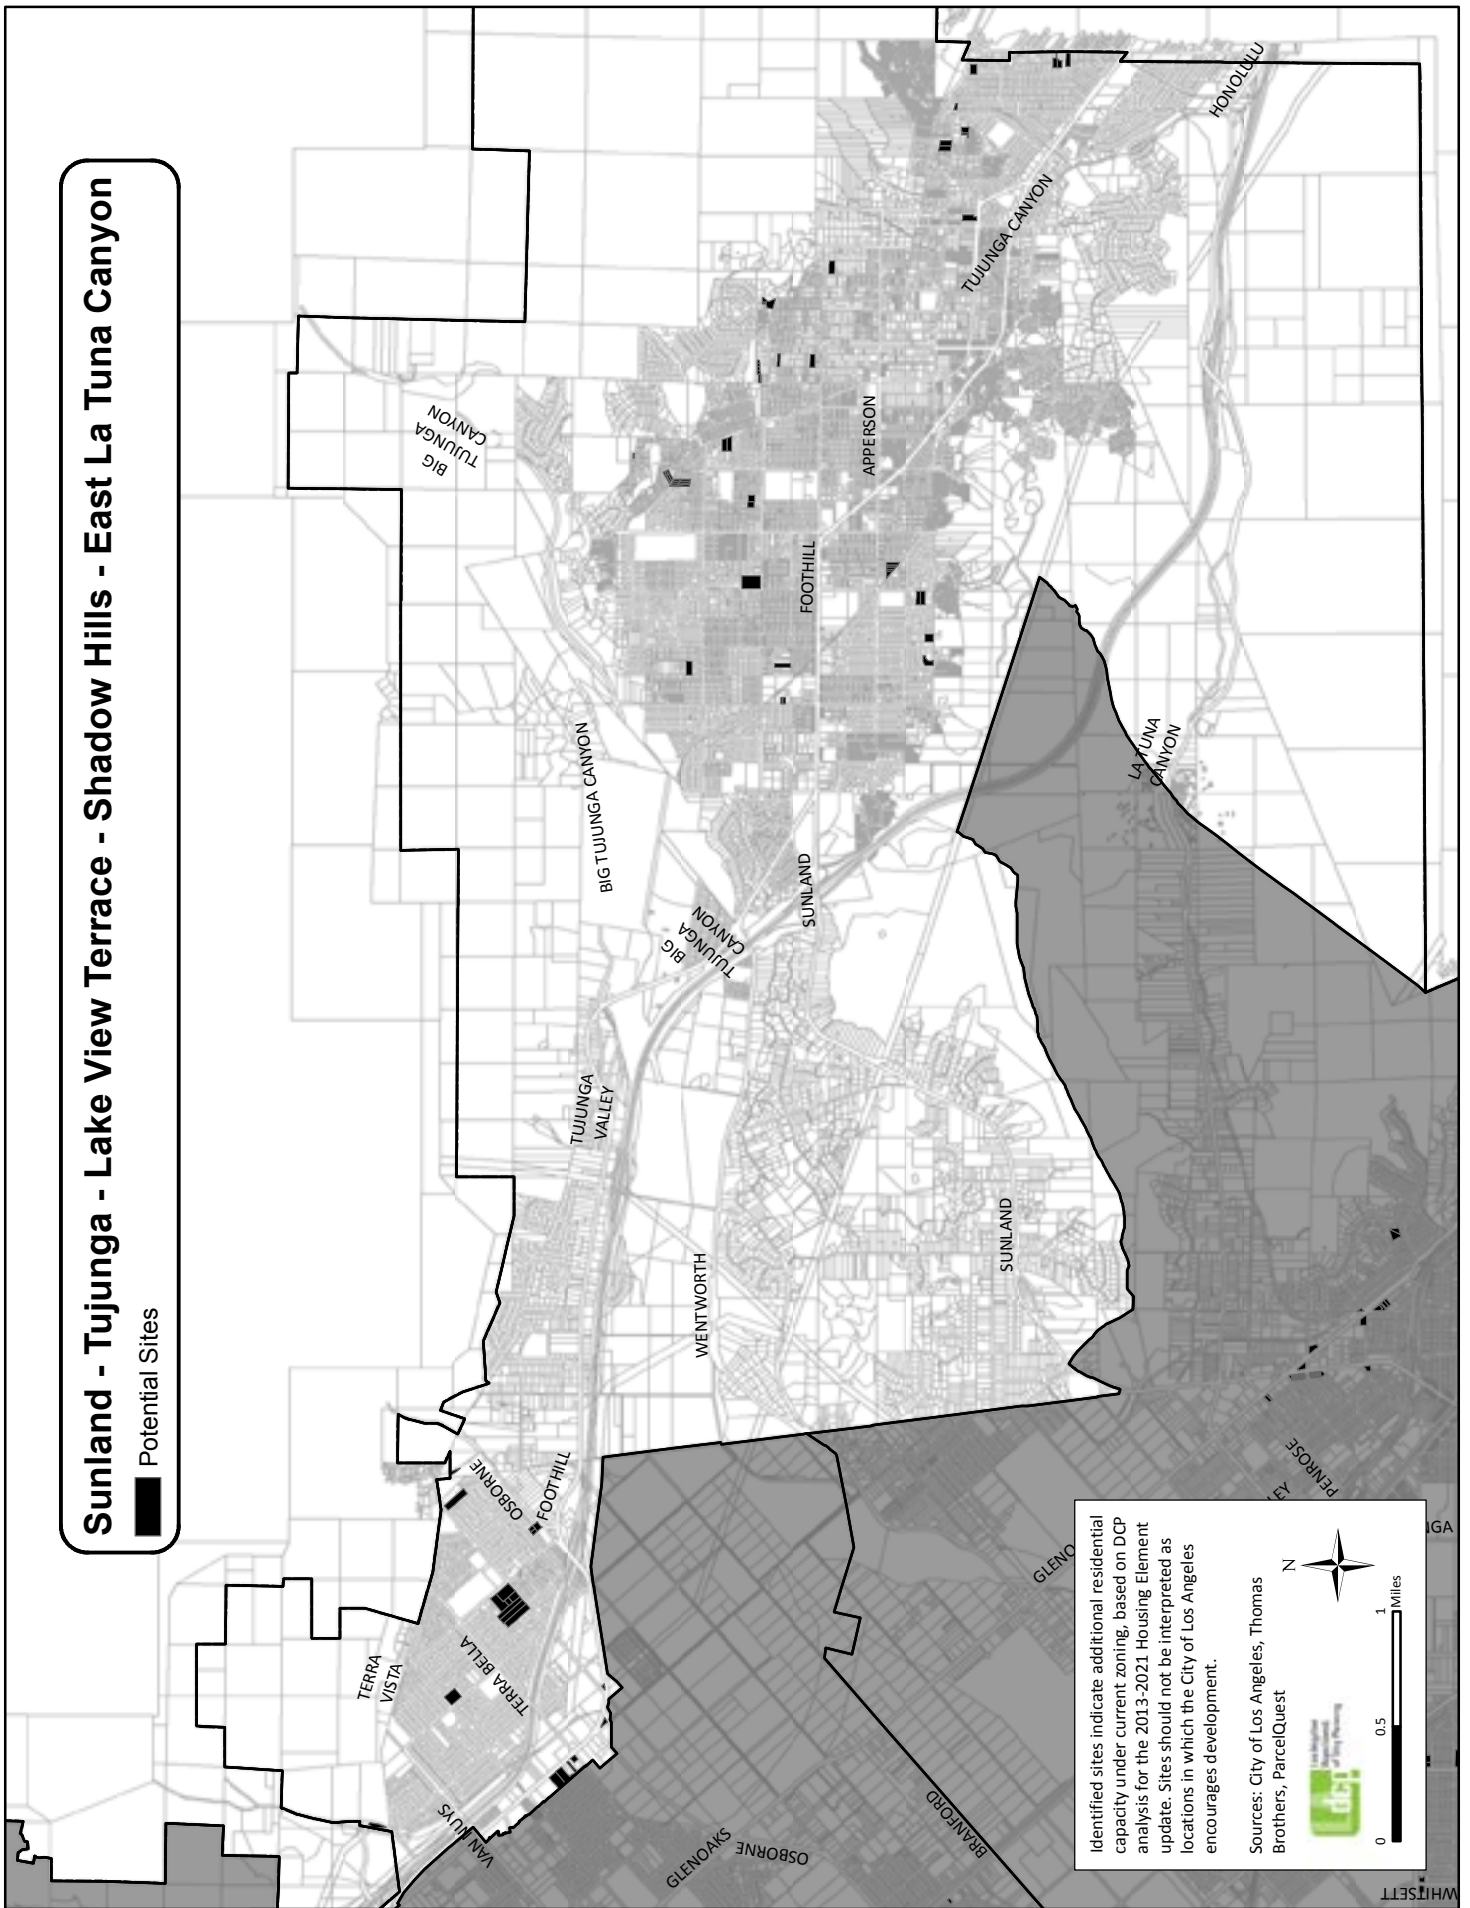 Sunland - Tujunga - Lake View Terrace - Shadow Hills - East La Tuna Canyon
Potential Sites
BIG
TUJUNGA
CANYON
TERRA
VISTA
OSBORNE
FOOTHILL
TERRA BELLA
VAN NUYS
TUJUNGA
VALLEY
BIG TUJUNGA CANYON
BIG
TUJUNGA
CANYON
WENTWORTH
SUNLAND
SUNLAND
FOOTHILL
APPERSON
TUJUNGA CANYON
HONOLULU
LA TUNA
CANYON
GLENOAKS
OSBORNE
BRANFORD
GLENO
PENROSE
LEY
NGA
WHITSETT
Identified sites indicate additional residential
capacity under current zoning, based on DCP
analysis for the 2013-2021 Housing Element
update. Sites should not be interpreted as
locations in which the City of Los Angeles
encourages development.
Sources: City of Los Angeles, Thomas
Brothers, ParcelQuest
N
0 0.5 1
Miles